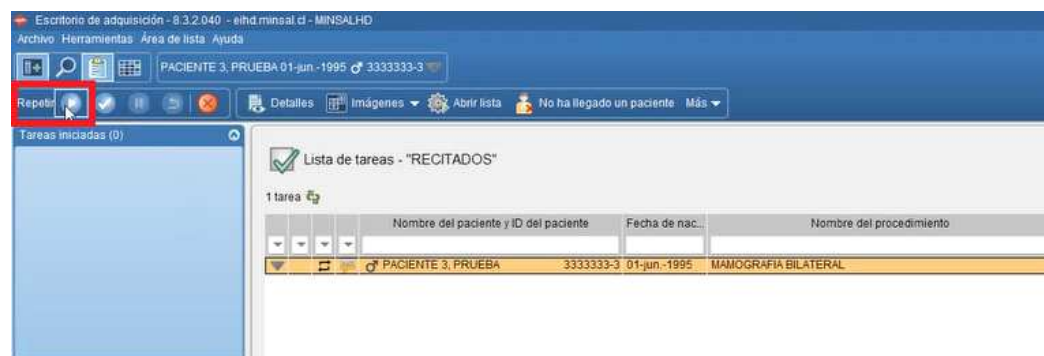 Escritorio de adquisición - 8.3.2.040 - eihd.minsal.cl - MINSALHD
Archivo Herramientas Área de lista Ayuda
PACIENTE 3, PRUEBA 01-jun.-1995 ♂ 3333333-3
Repetir Detalles Imágenes Abrir lista No ha llegado un paciente Más
Tareas iniciadas (0)
Lista de tareas - "RECITADOS"
1 tarea
Nombre del paciente y ID del paciente Fecha de nac... Nombre del procedimiento
♂ PACIENTE 3, PRUEBA 3333333-3 01-jun.-1995 MAMOGRAFIA BILATERAL